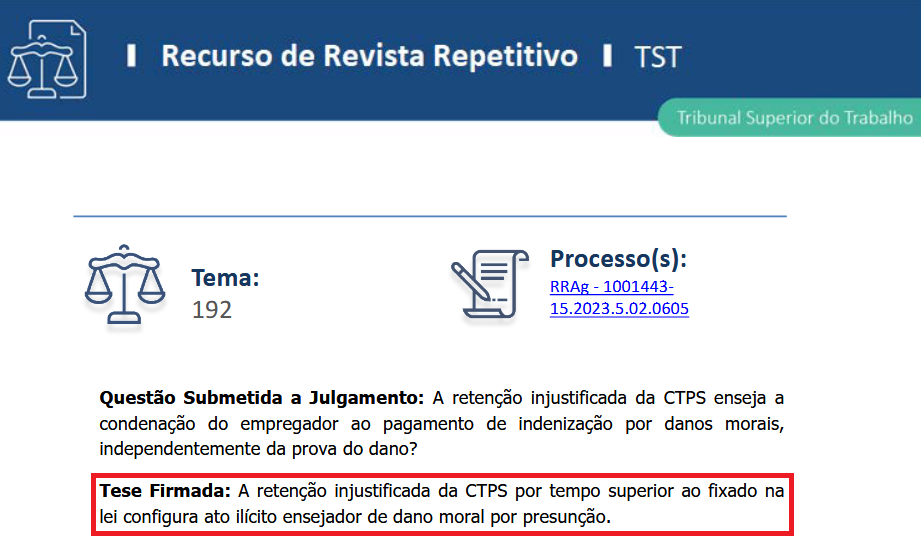 Recurso de Revista Repetitivo
TST
Tribunal Superior do Trabalho
Tema:
192
Processo(s):
RRAg - 1001443-
15.2023.5.02.0605
Questão Submetida a Julgamento: A retenção injustificada da CTPS enseja a
condenação do empregador ao pagamento de indenização por danos morais,
independentemente da prova do dano?
Tese Firmada: A retenção injustificada da CTPS por tempo superior ao fixado na
lei configura ato ilícito ensejador de dano moral por presunção.